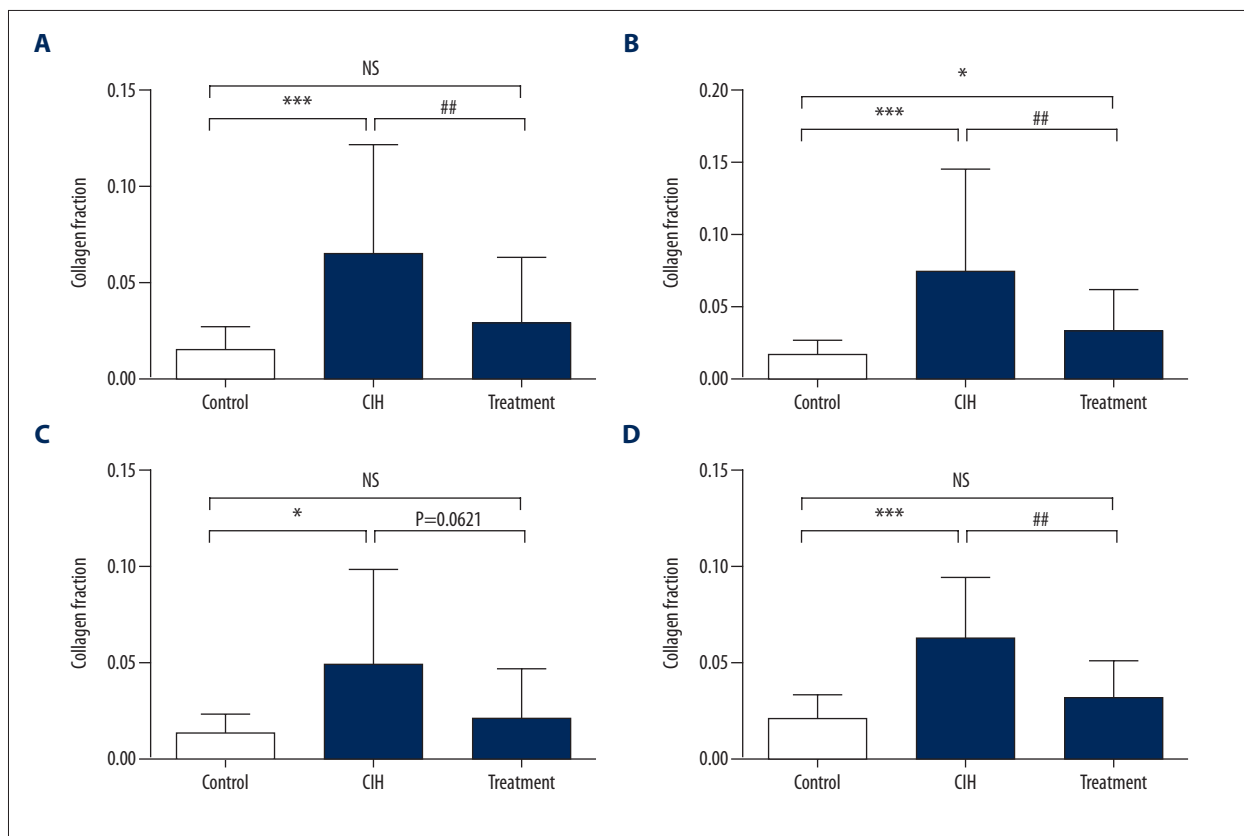 A
NS
***
##
Collagen fraction
0.15
0.10
0.05
0.00
Control
CIH
Treatment
B
*
***
##
Collagen fraction
0.20
0.15
0.10
0.05
0.00
Control
CIH
Treatment
C
NS
*
P=0.0621
Collagen fraction
0.15
0.10
0.05
0.00
Control
CIH
Treatment
D
NS
***
##
Collagen fraction
0.15
0.10
0.05
0.00
Control
CIH
Treatment